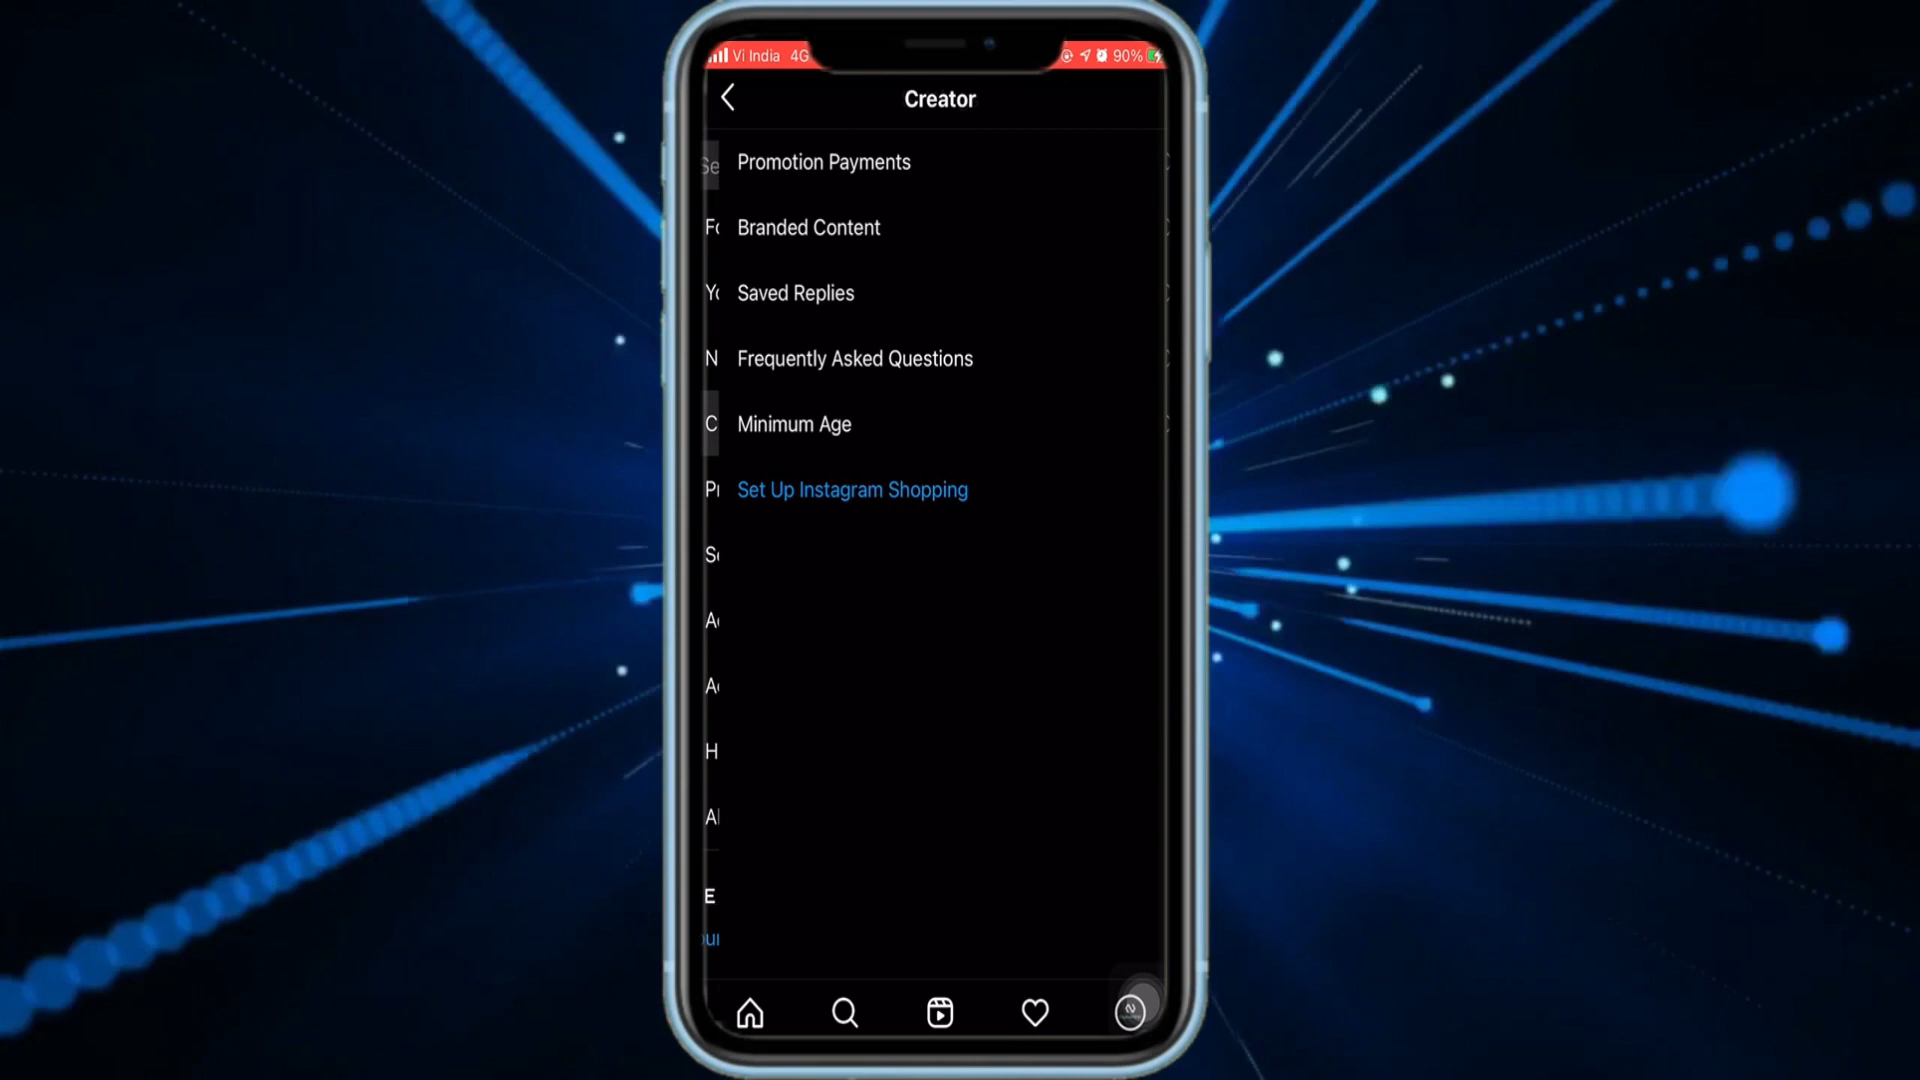 Vi India 4G 90%
Creator
Promotion Payments
Branded Content
Saved Replies
Frequently Asked Questions
Minimum Age
Set Up Instagram Shopping